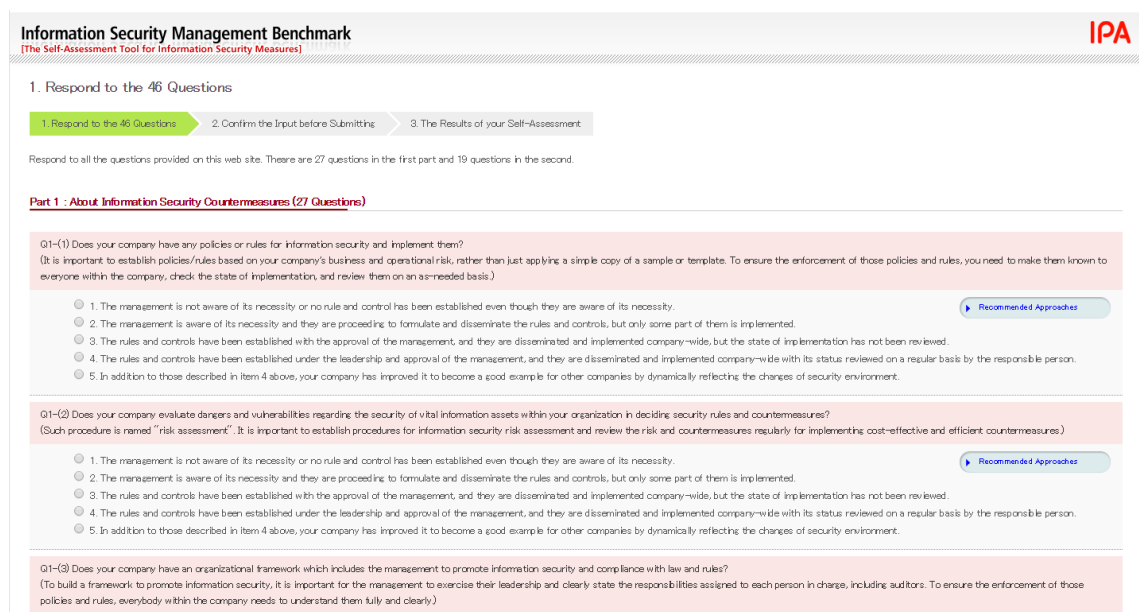 Information Security Management Benchmark
[The Self-Assessment Tool for Information Security Measures]
IPA
1. Respond to the 46 Questions
1. Respond to the 46 Questions
2. Confirm the Input before Submitting
3. The Results of your Self-Assessment
Respond to all the questions provided on this web site. Thesre are 27 questions in the first part and 19 questions in the second.
Part 1 : About Information Security Countermeasures (27 Questions)
Q1-(1) Does your company have any policies or rules for information security and implement them?
(It is important to establish policies/rules based on your company's business and operational risk, rather than just applying a simple copy of a sample or template. To ensure the enforcement of those policies and rules, you need to make them known to
everyone within the company, check the state of implementation, and review them on an as-needed basis.)
1. The management is not aware of its necessity or no rule and control has been established even though they are aware of its necessity.
Recommended Approaches
2. The management is aware of its necessity and they are proceeding to formulate and disseminate the rules and controls, but only some part of them is implemented.
3. The rules and controls have been established with the approval of the management, and they are disseminated and implemented company-wide, but the state of implementation has not been reviewed.
4. The rules and controls have been established under the leadership and approval of the management, and they are disseminated and implemented company-wide with its status reviewed on a regular basis by the responsible person.
5. In addition to those described in item 4 above, your company has improved it to become a good example for other companies by dynamically reflecting the changes of security environment.
Q1-(2) Does your company evaluate dangers and vulnerabilities regarding the security of vital information assets within your organization in deciding security rules and countermeasures?
(Such procedure is named "risk assessment". It is important to establish procedures for information security risk assessment and review the risk and countermeasures regularly for implementing cost-effective and efficient countermeasures.)
1. The management is not aware of its necessity or no rule and control has been established even though they are aware of its necessity.
Recommended Approaches
2. The management is aware of its necessity and they are proceeding to formulate and disseminate the rules and controls, but only some part of them is implemented.
3. The rules and controls have been established with the approval of the management, and they are disseminated and implemented company-wide, but the state of implementation has not been reviewed.
4. The rules and controls have been established under the leadership and approval of the management, and they are disseminated and implemented company-wide with its status reviewed on a regular basis by the responsible person.
5. In addition to those described in item 4 above, your company has improved it to become a good example for other companies by dynamically reflecting the changes of security environment.
Q1-(3) Does your company have an organizational framework which includes the management to promote information security and compliance with law and rules?
(To build a framework to promote information security, it is important for the management to exercise their leadership and clearly state the responsibilities assigned to each person in charge, including auditors. To ensure the enforcement of those
policies and rules, everybody within the company needs to understand them fully and clearly.)